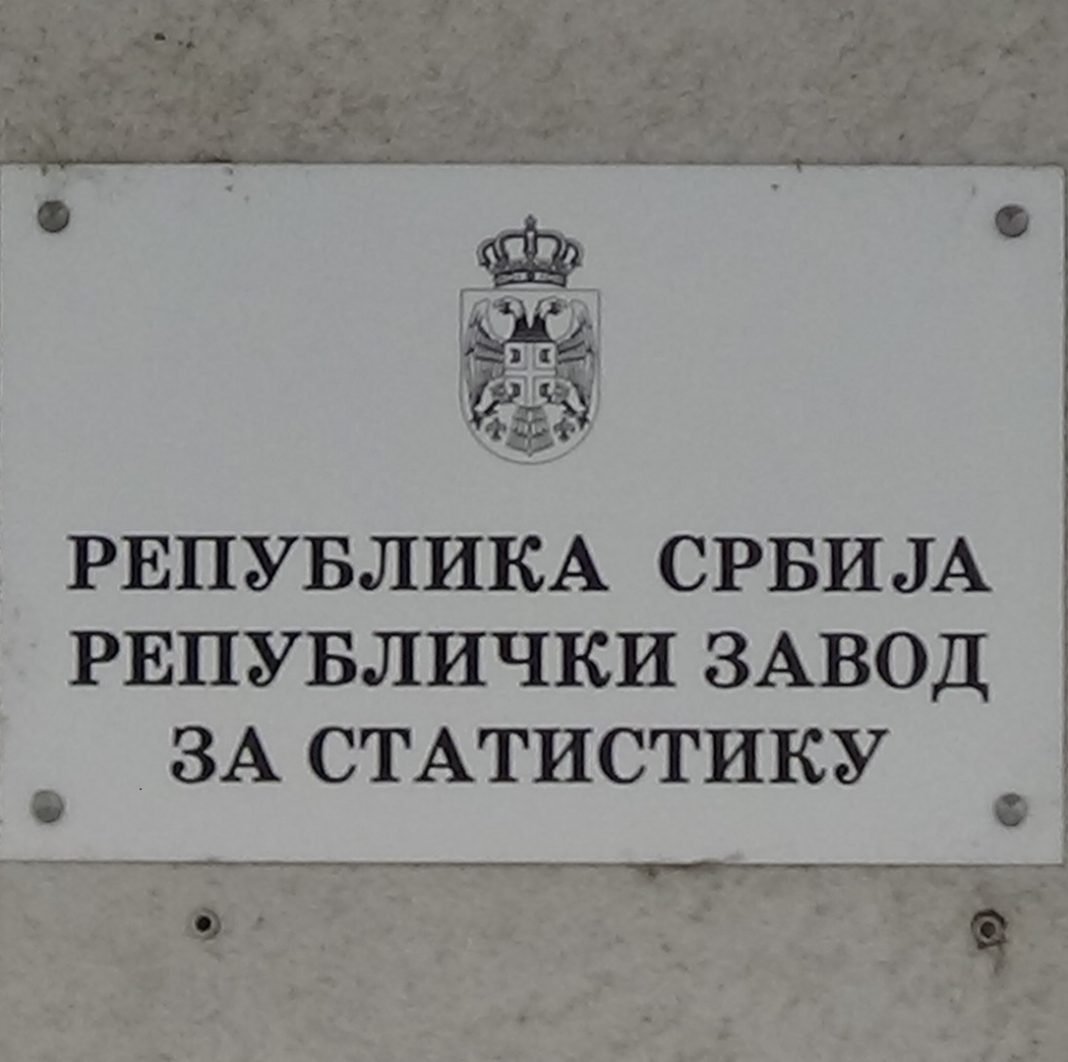 РЕПУБЛИКА СРБИЈА
РЕПУБЛИЧКИ ЗАВОД
ЗА СТАТИСТИКУ